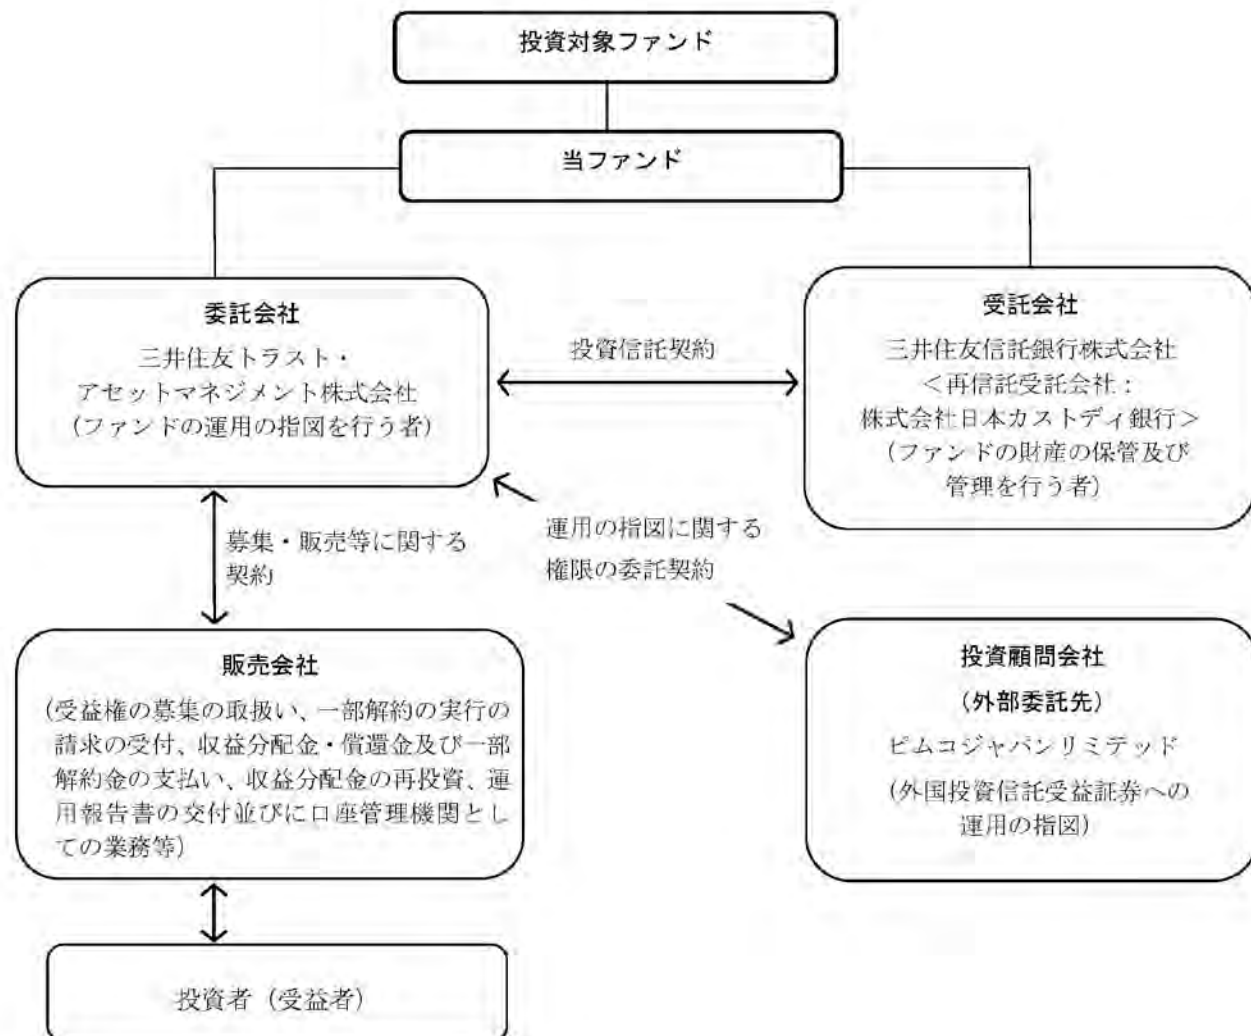 投資対象ファンド
当ファンド
委託会社
三井住友トラスト・
アセットマネジメント株式会社
(ファンドの運用の指図を行う者)
投資信託契約
受託会社
三井住友信託銀行株式会社
<再信託受託会社:
株式会社日本カストディ銀行>
(ファンドの財産の保管及び
管理を行う者)
募集・販売等に関する
契約
運用の指図に関する
権限の委託契約
販売会社
(受益権の募集の取扱い、一部解約の実行の
請求の受付、収益分配金・償還金及び一部
解約金の支払い、収益分配金の再投資、運
用報告書の交付並びに口座管理機関とし
ての業務等)
投資顧問会社
(外部委託先)
ピムコジャパンリミテッド
(外国投資信託受益証券への
運用の指図)
投資者(受益者)